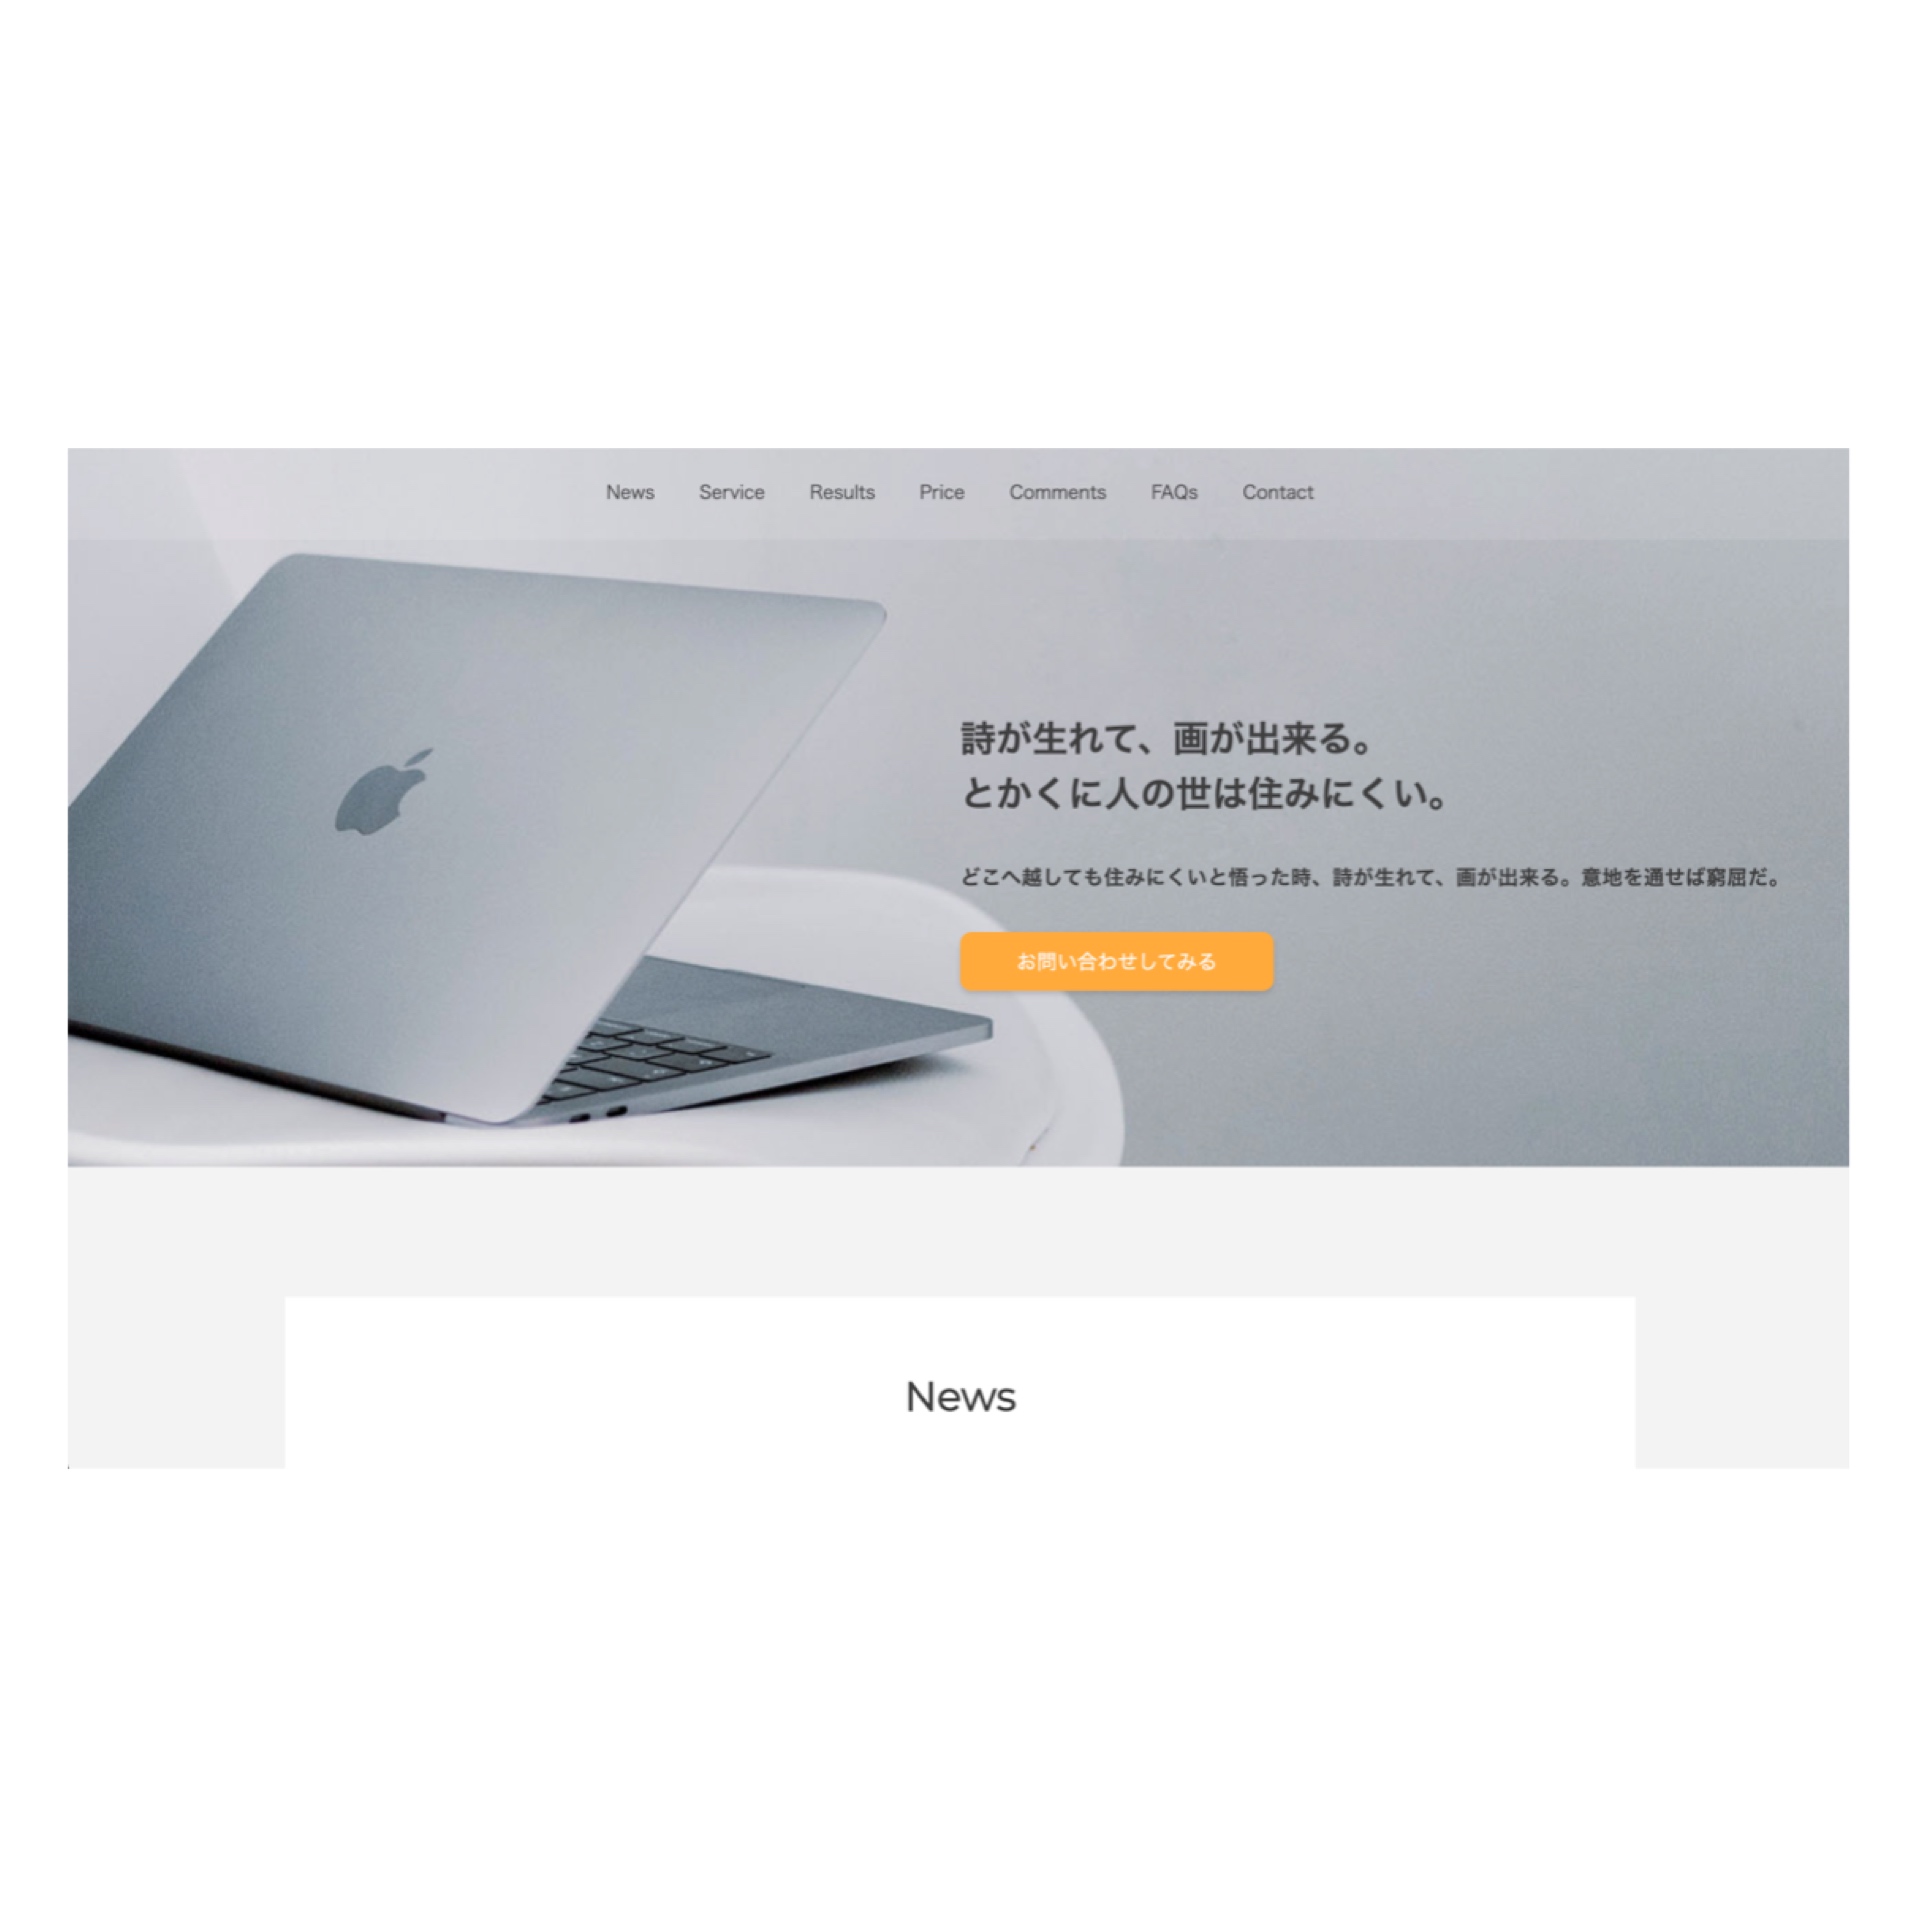 News Service Results Price Comments FAQs Contact
詩が生れて、画が出来る。
とかくに人の世は住みにくい。
どこへ越しても住みにくいと悟った時、詩が生れて、画が出来る。意地を通せば窮屈だ。
お問い合わせしてみる
News